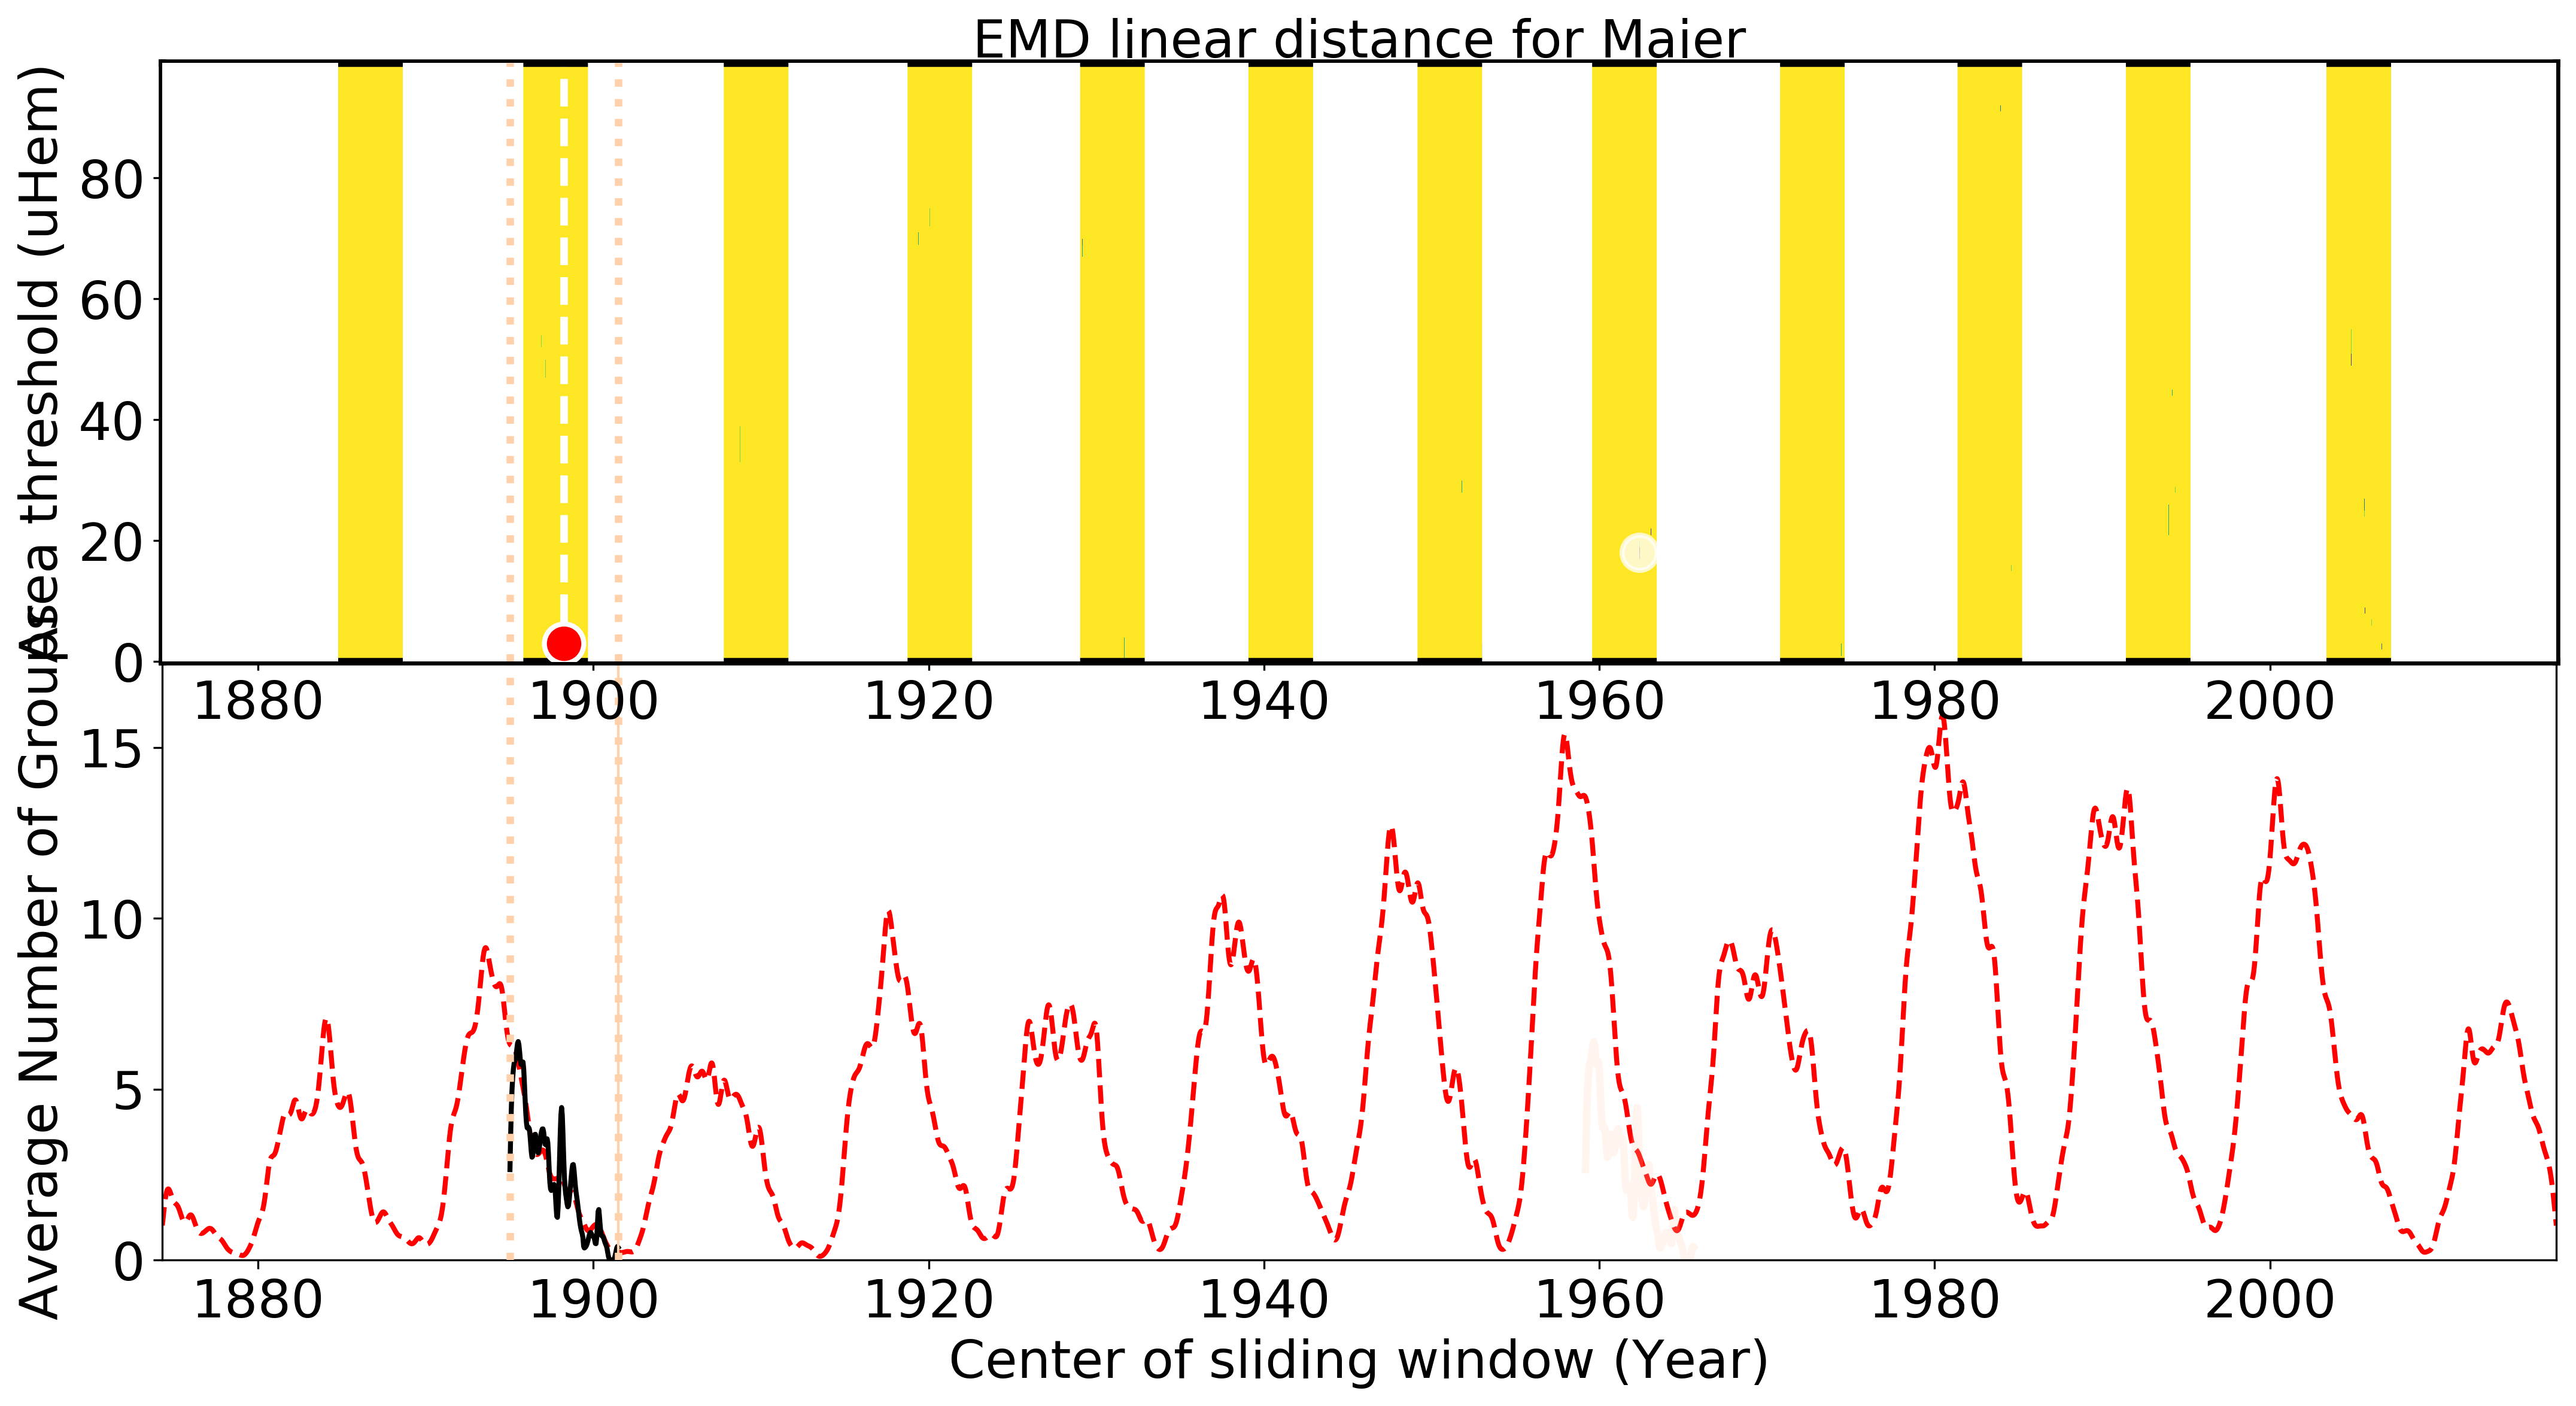 EMD linear distance for Maier
Area threshold (uHem)
80
60
40
20
0
1880 1900 1920 1940 1960 1980 2000
Average Number of Groups
15
10
5
0
1880 1900 1920 1940 1960 1980 2000
Center of sliding window (Year)